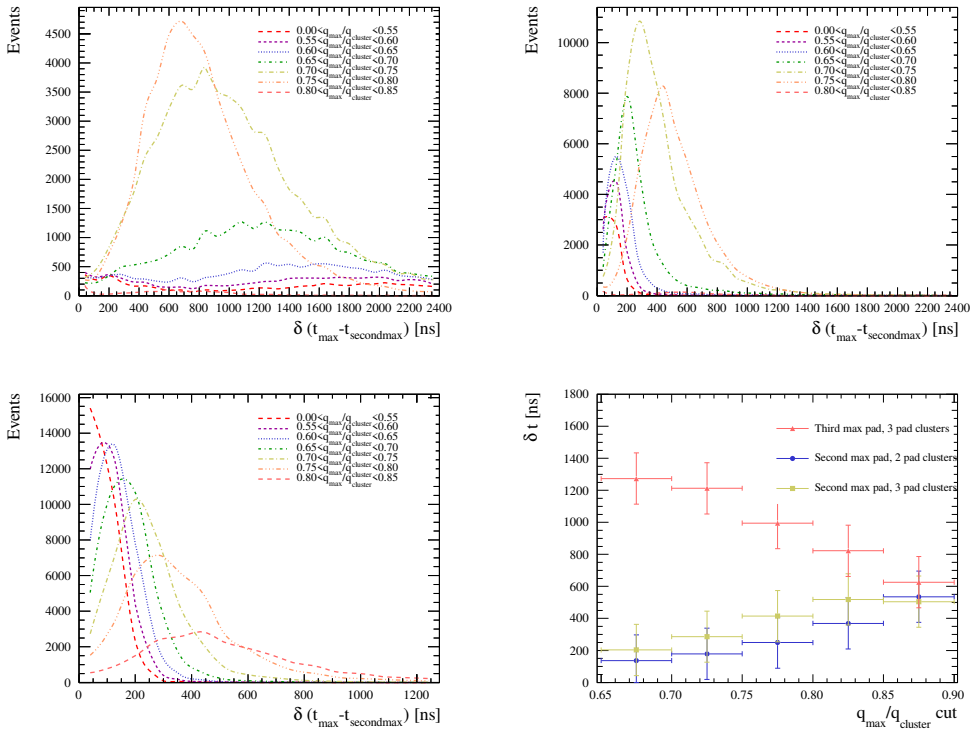 Events
4500
4000
3500
3000
2500
2000
1500
1000
500
0
0.00<q_max/q_cluster<0.55
0.55<q_max/q_cluster<0.60
0.60<q_max/q_cluster<0.65
0.65<q_max/q_cluster<0.70
0.70<q_max/q_cluster<0.75
0.75<q_max/q_cluster<0.80
0.80<q_max/q_cluster<0.85
0 200 400 600 800 1000 1200 1400 1600 1800 2000 2200 2400
δ (t_max-t_secondmax) [ns]
Events
10000
8000
6000
4000
2000
0
0.00<q_max/q_cluster<0.55
0.55<q_max/q_cluster<0.60
0.60<q_max/q_cluster<0.65
0.65<q_max/q_cluster<0.70
0.70<q_max/q_cluster<0.75
0.75<q_max/q_cluster<0.80
0.80<q_max/q_cluster<0.85
0 200 400 600 800 1000 1200 1400 1600 1800 2000 2200 2400
δ (t_max-t_secondmax) [ns]
Events
16000
14000
12000
10000
8000
6000
4000
2000
0
0.00<q_max/q_cluster<0.55
0.55<q_max/q_cluster<0.60
0.60<q_max/q_cluster<0.65
0.65<q_max/q_cluster<0.70
0.70<q_max/q_cluster<0.75
0.75<q_max/q_cluster<0.80
0.80<q_max/q_cluster<0.85
0 200 400 600 800 1000 1200
δ (t_max-t_secondmax) [ns]
δ t [ns]
1800
1600
1400
1200
1000
800
600
400
200
0
Third max pad, 3 pad clusters
Second max pad, 2 pad clusters
Second max pad, 3 pad clusters
0.65 0.70 0.75 0.80 0.85 0.90
q_max/q_cluster cut